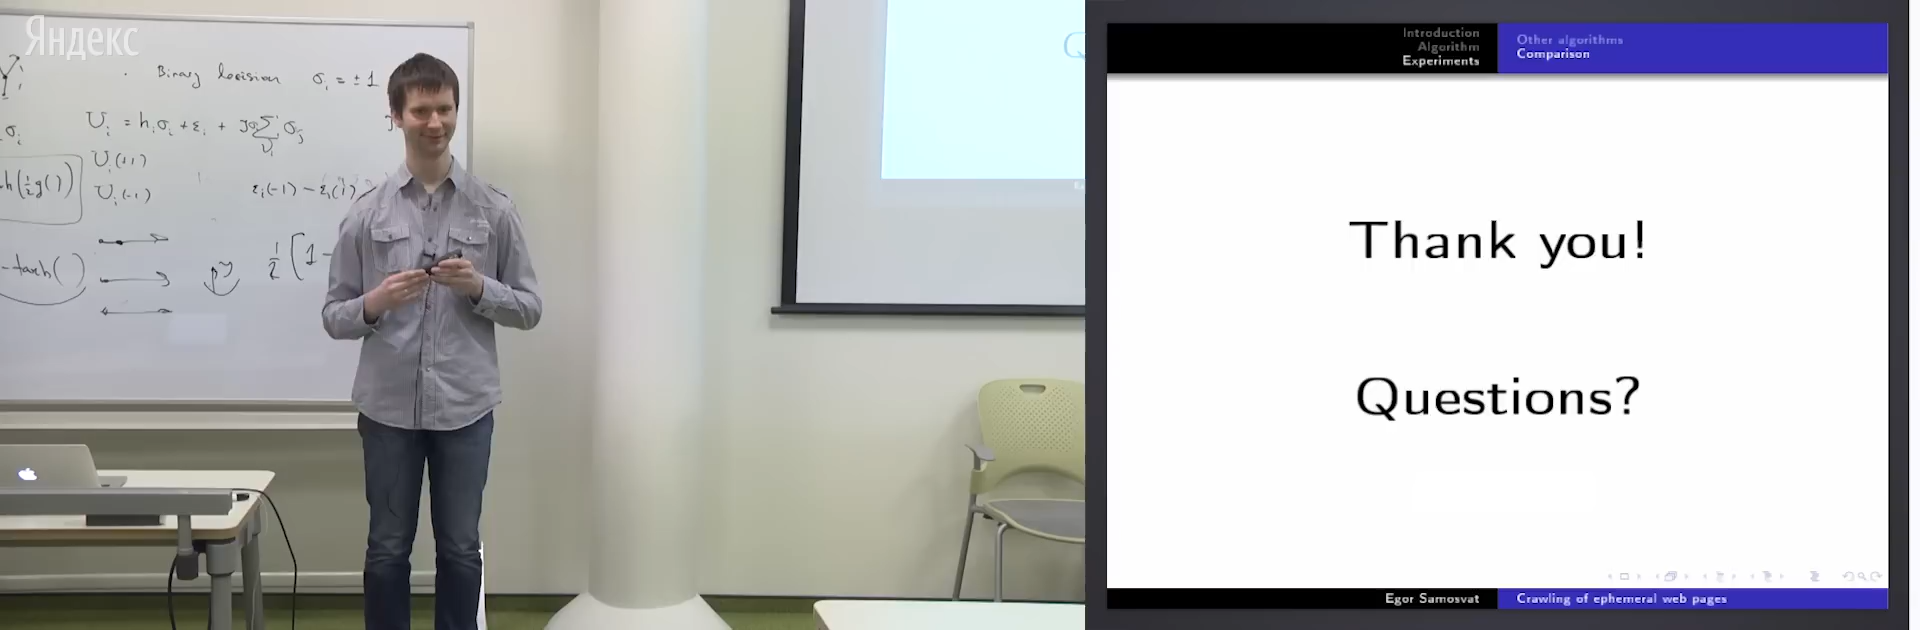 Яндекс
Binary decision σᵢ = ± 1
Uᵢ = hᵢσᵢ + εᵢ +
Uᵢ(+1)
Uᵢ(-1)
εᵢ(-1) - εᵢ(1)
-tanh( )
Introduction
Algorithm
Experiments
Other algorithms
Comparison
Thank you!
Questions?
Egor Samosvat
Crawling of ephemeral web pages